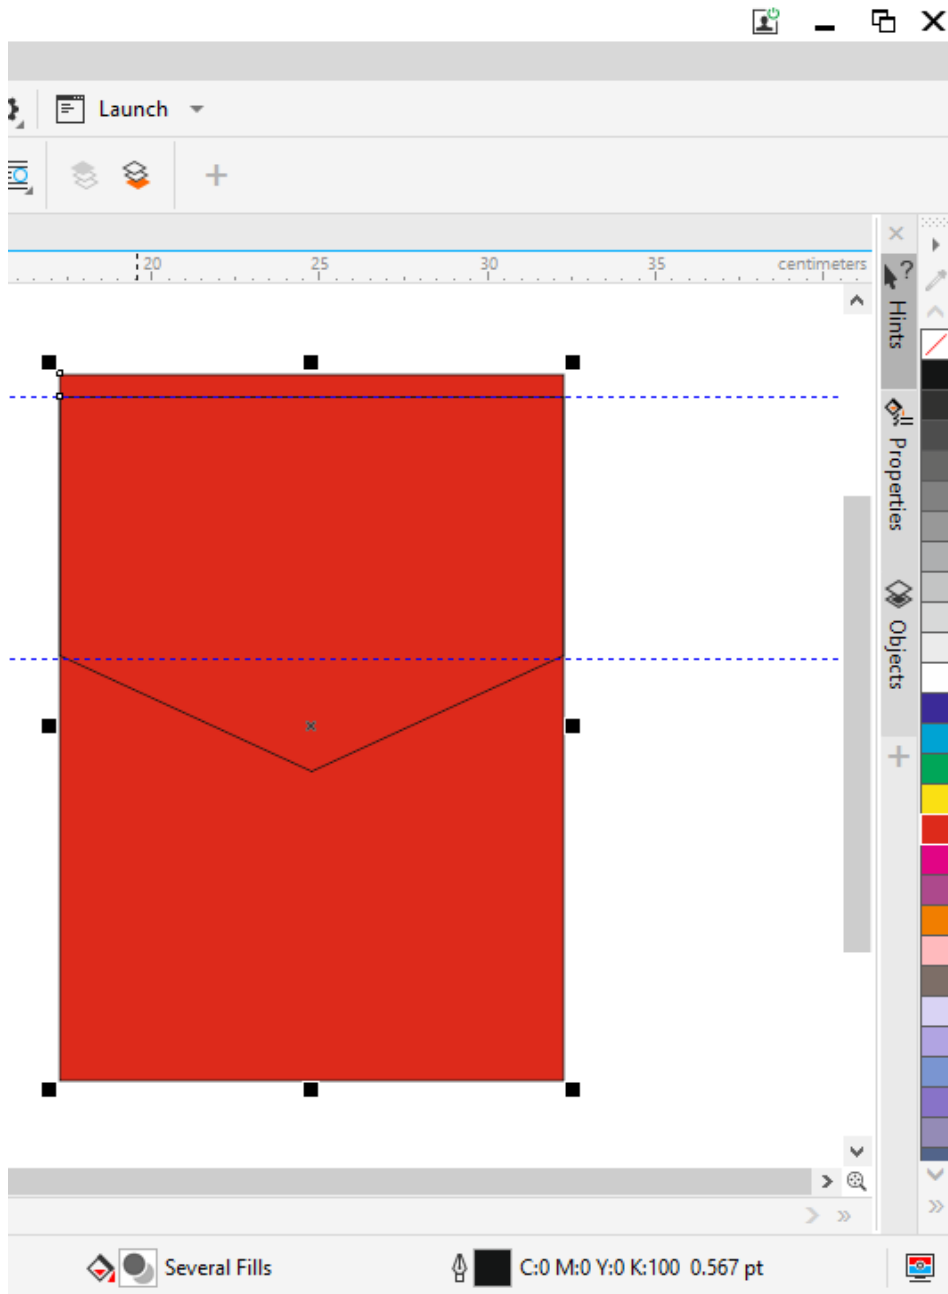 Launch
20 25 30 35 centimeters
Hints
Properties
Objects
Several Fills
C:0 M:0 Y:0 K:100 0.567 pt